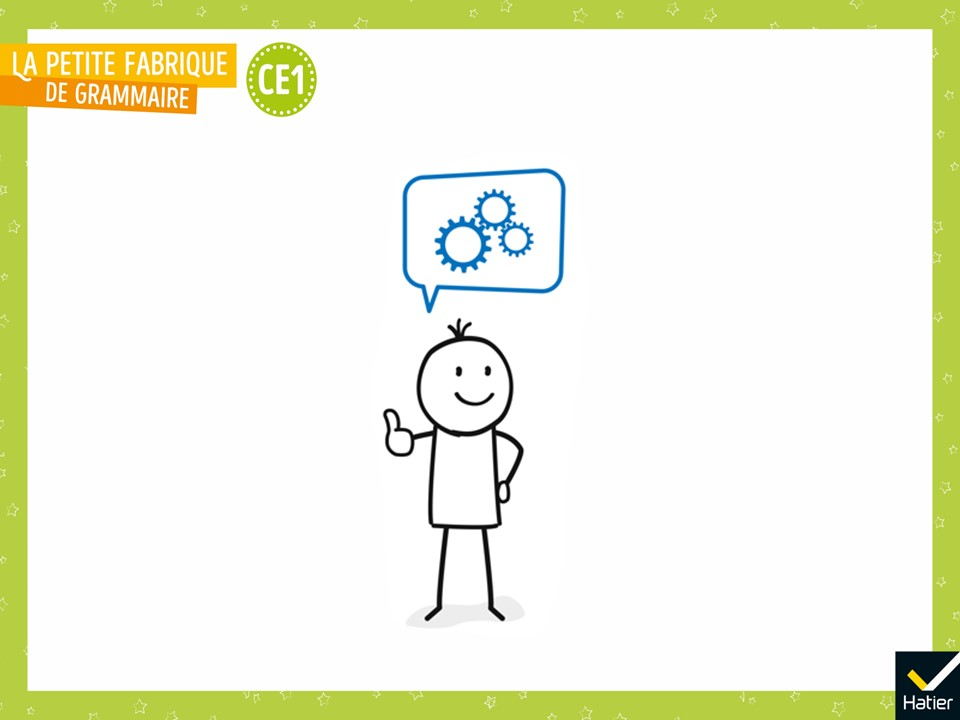 LA PETITE FABRIQUE
DE GRAMMAIRE
CE1
Hatier